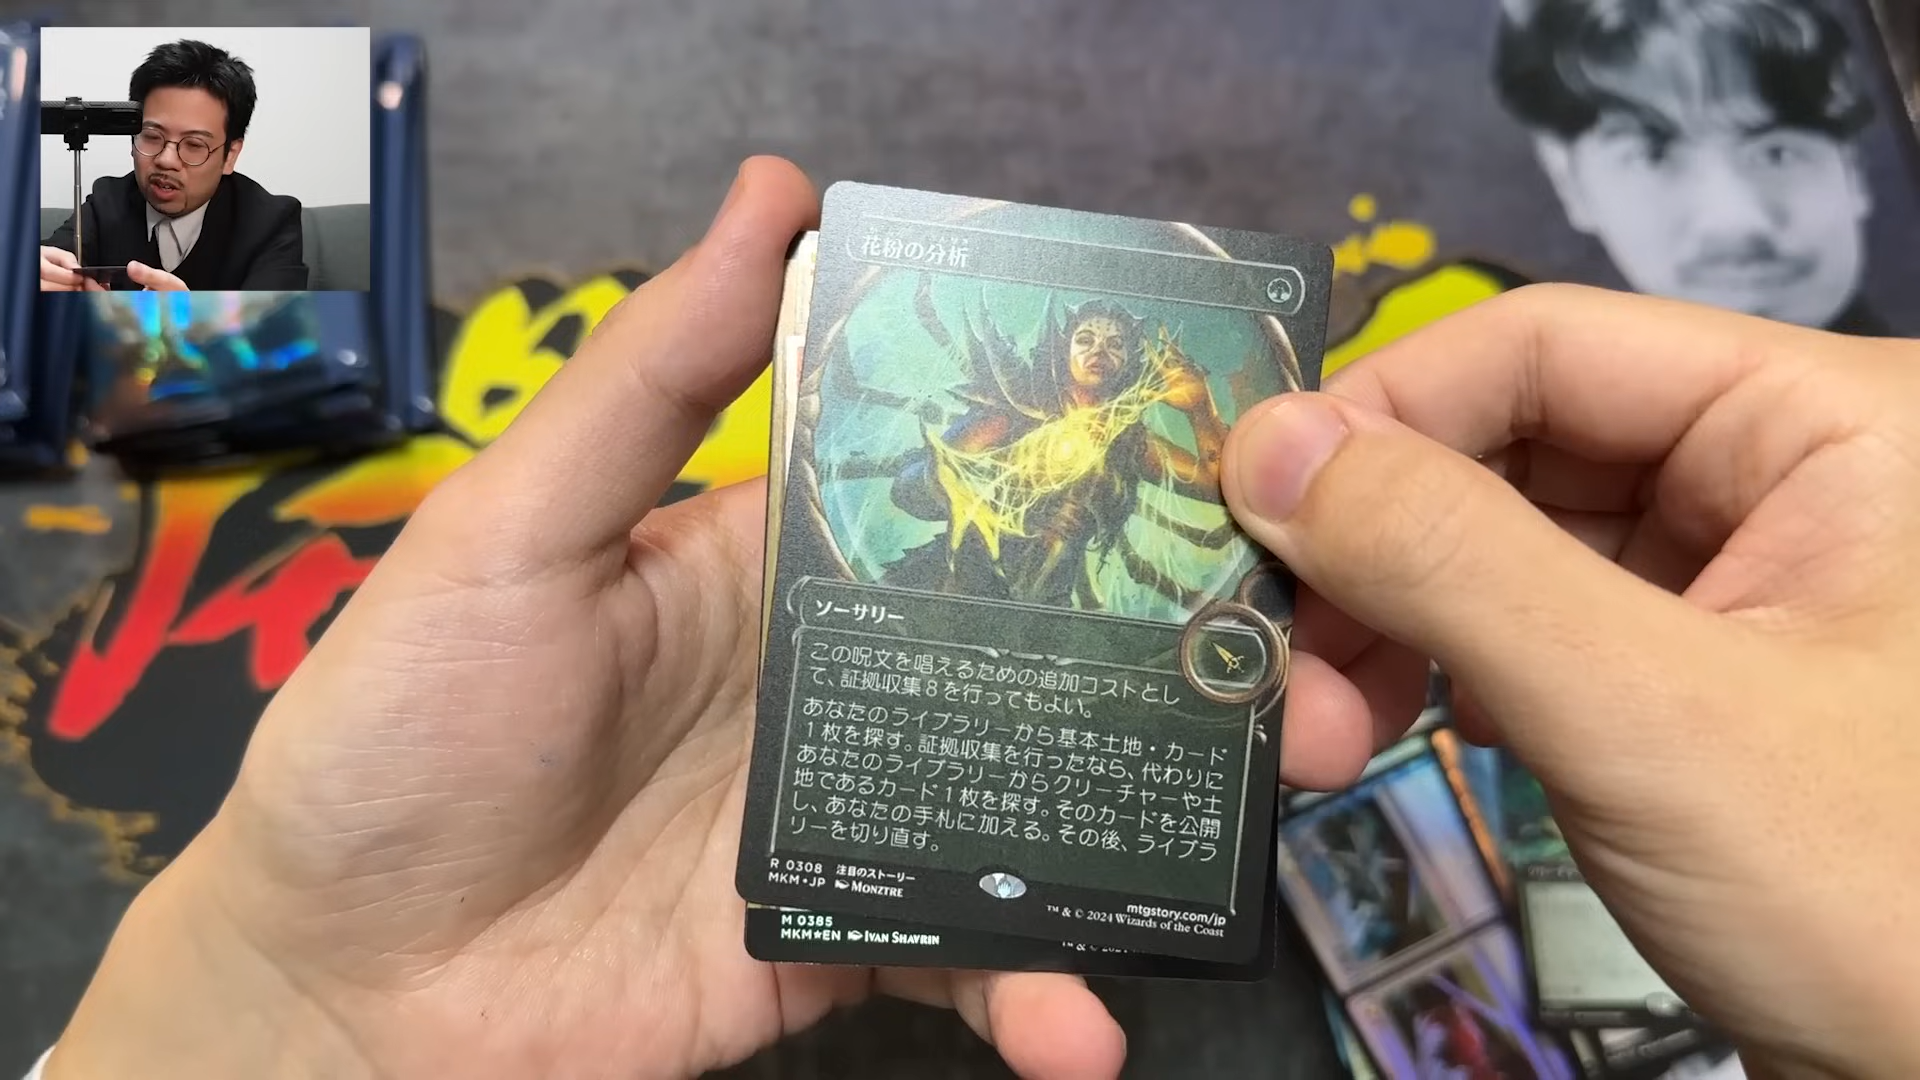 花粉の分析
ソーサリー
この呪文を唱えるための追加コストとし
て、証拠収集8を行ってもよい。
あなたのライブラリーから基本土地・カード
1枚を探す。証拠収集を行ったなら、代わりに
あなたのライブラリーからクリーチャーや土
地であるカード1枚を探す。そのカードを公開
し、あなたの手札に加える。その後、ライブラ
リーを切り直す。
R 0308 注目のストーリー
MKM•JP MONZTRE
mtgstory.com/jp
™ & © 2024 Wizards of the Coast
M 0385
MKM★EN IVAN SHAVRIN